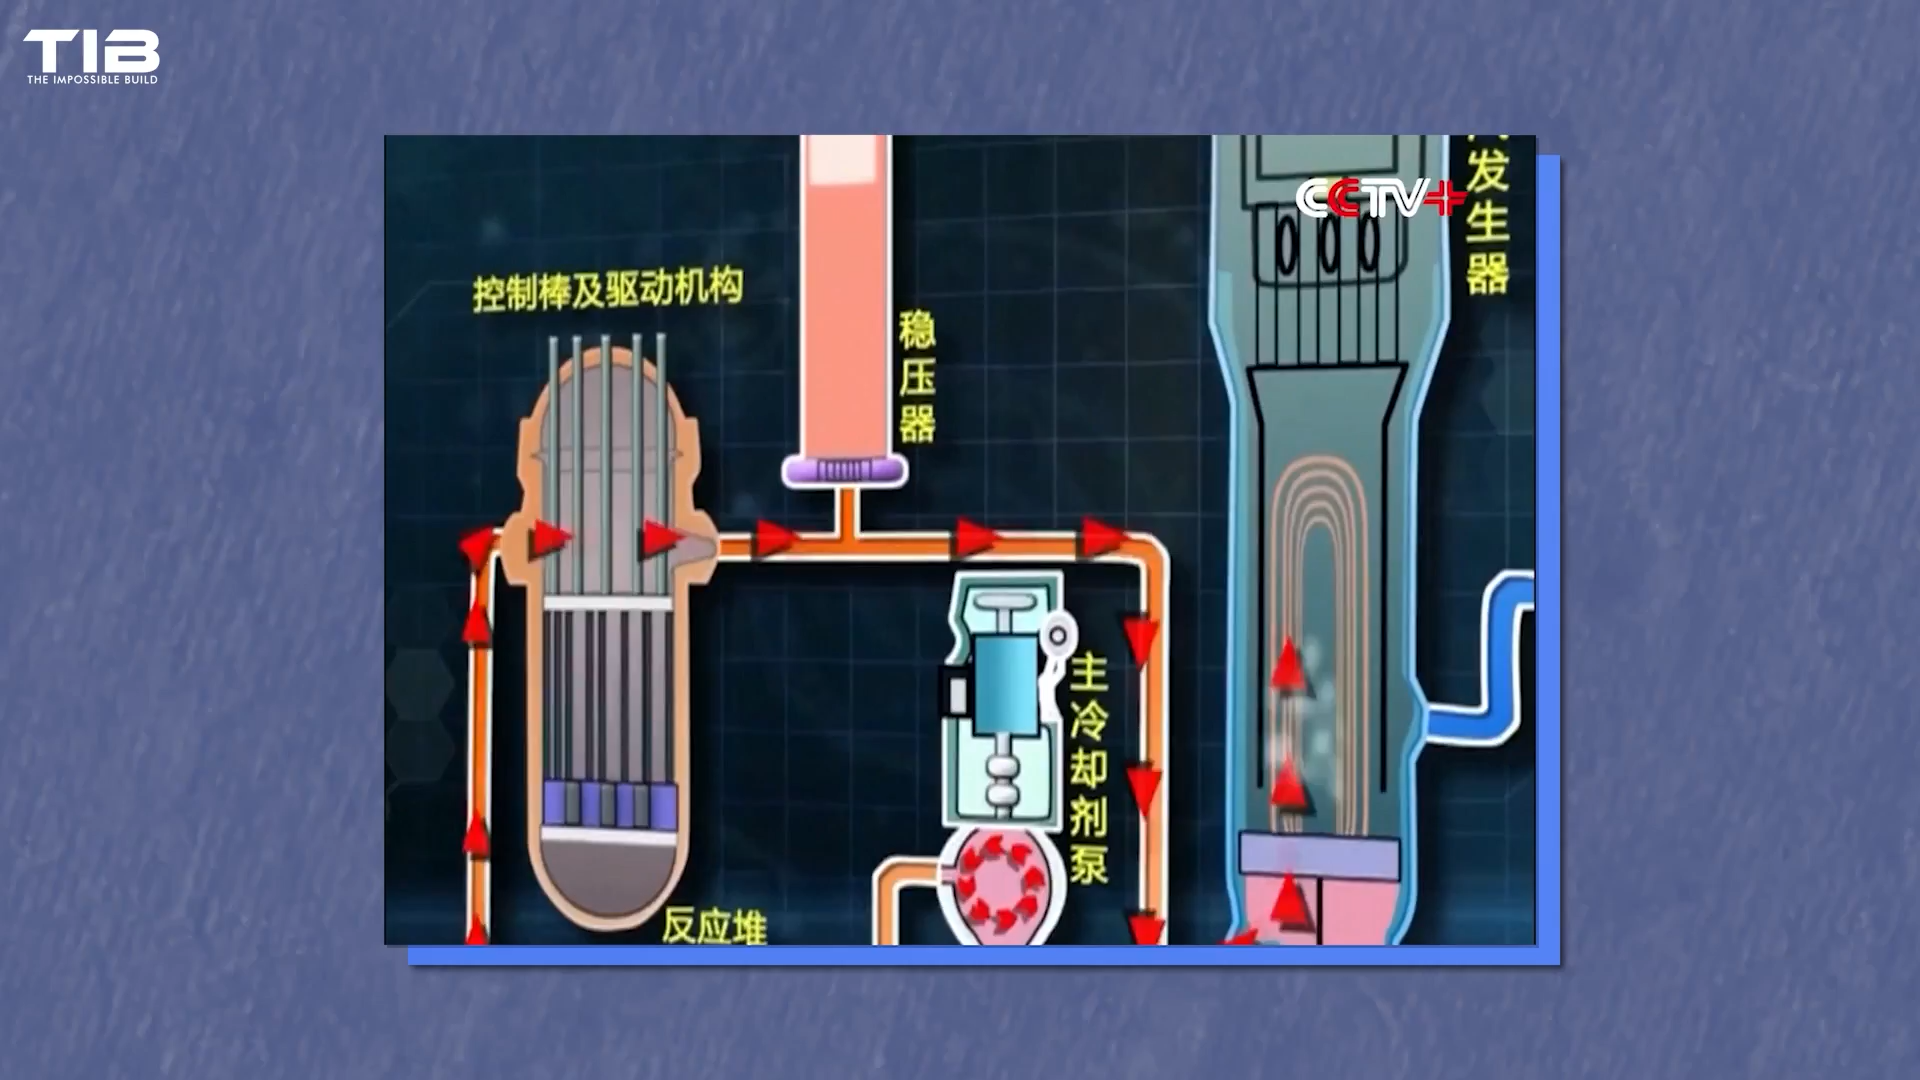 TIB
THE IMPOSSIBLE BUILD
CCTV+
发生器
控制棒及驱动机构
稳压器
主冷却剂泵
反应堆